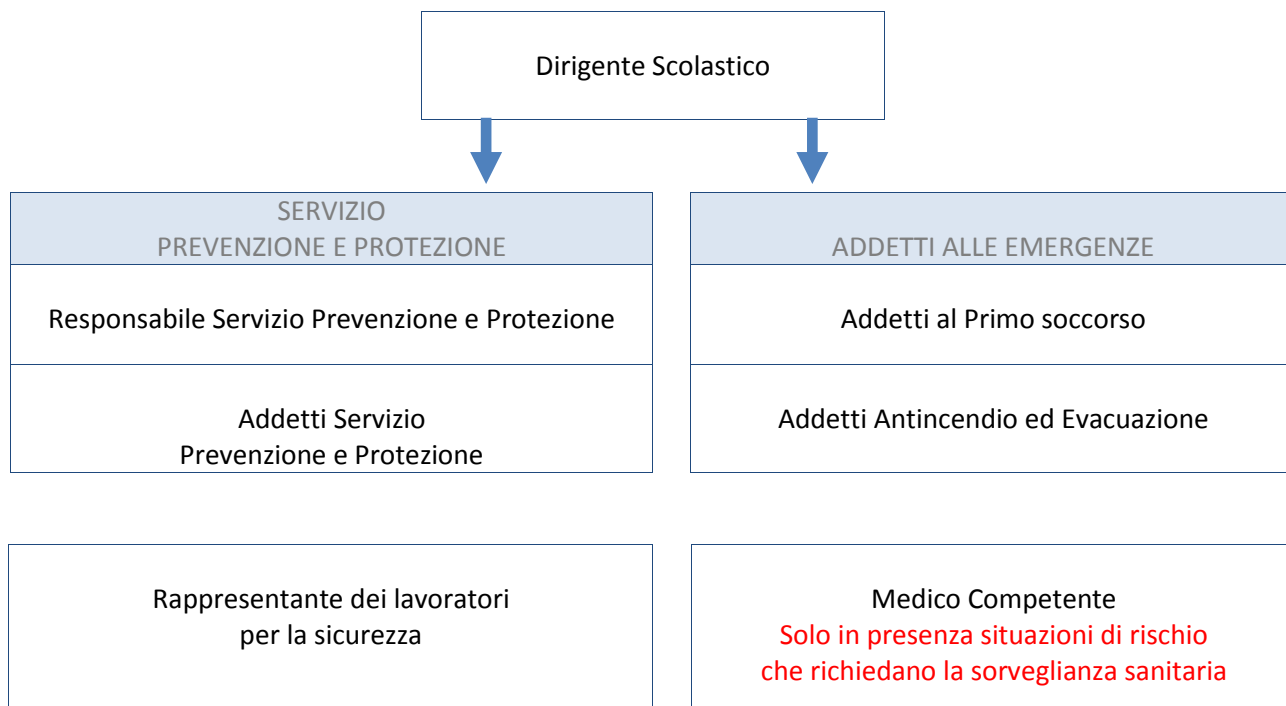 Dirigente Scolastico
SERVIZIO
PREVENZIONE E PROTEZIONE
Responsabile Servizio Prevenzione e Protezione
Addetti Servizio
Prevenzione e Protezione
ADDETTI ALLE EMERGENZE
Addetti al Primo soccorso
Addetti Antincendio ed Evacuazione
Rappresentante dei lavoratori
per la sicurezza
Medico Competente
Solo in presenza situazioni di rischio
che richiedano la sorveglianza sanitaria